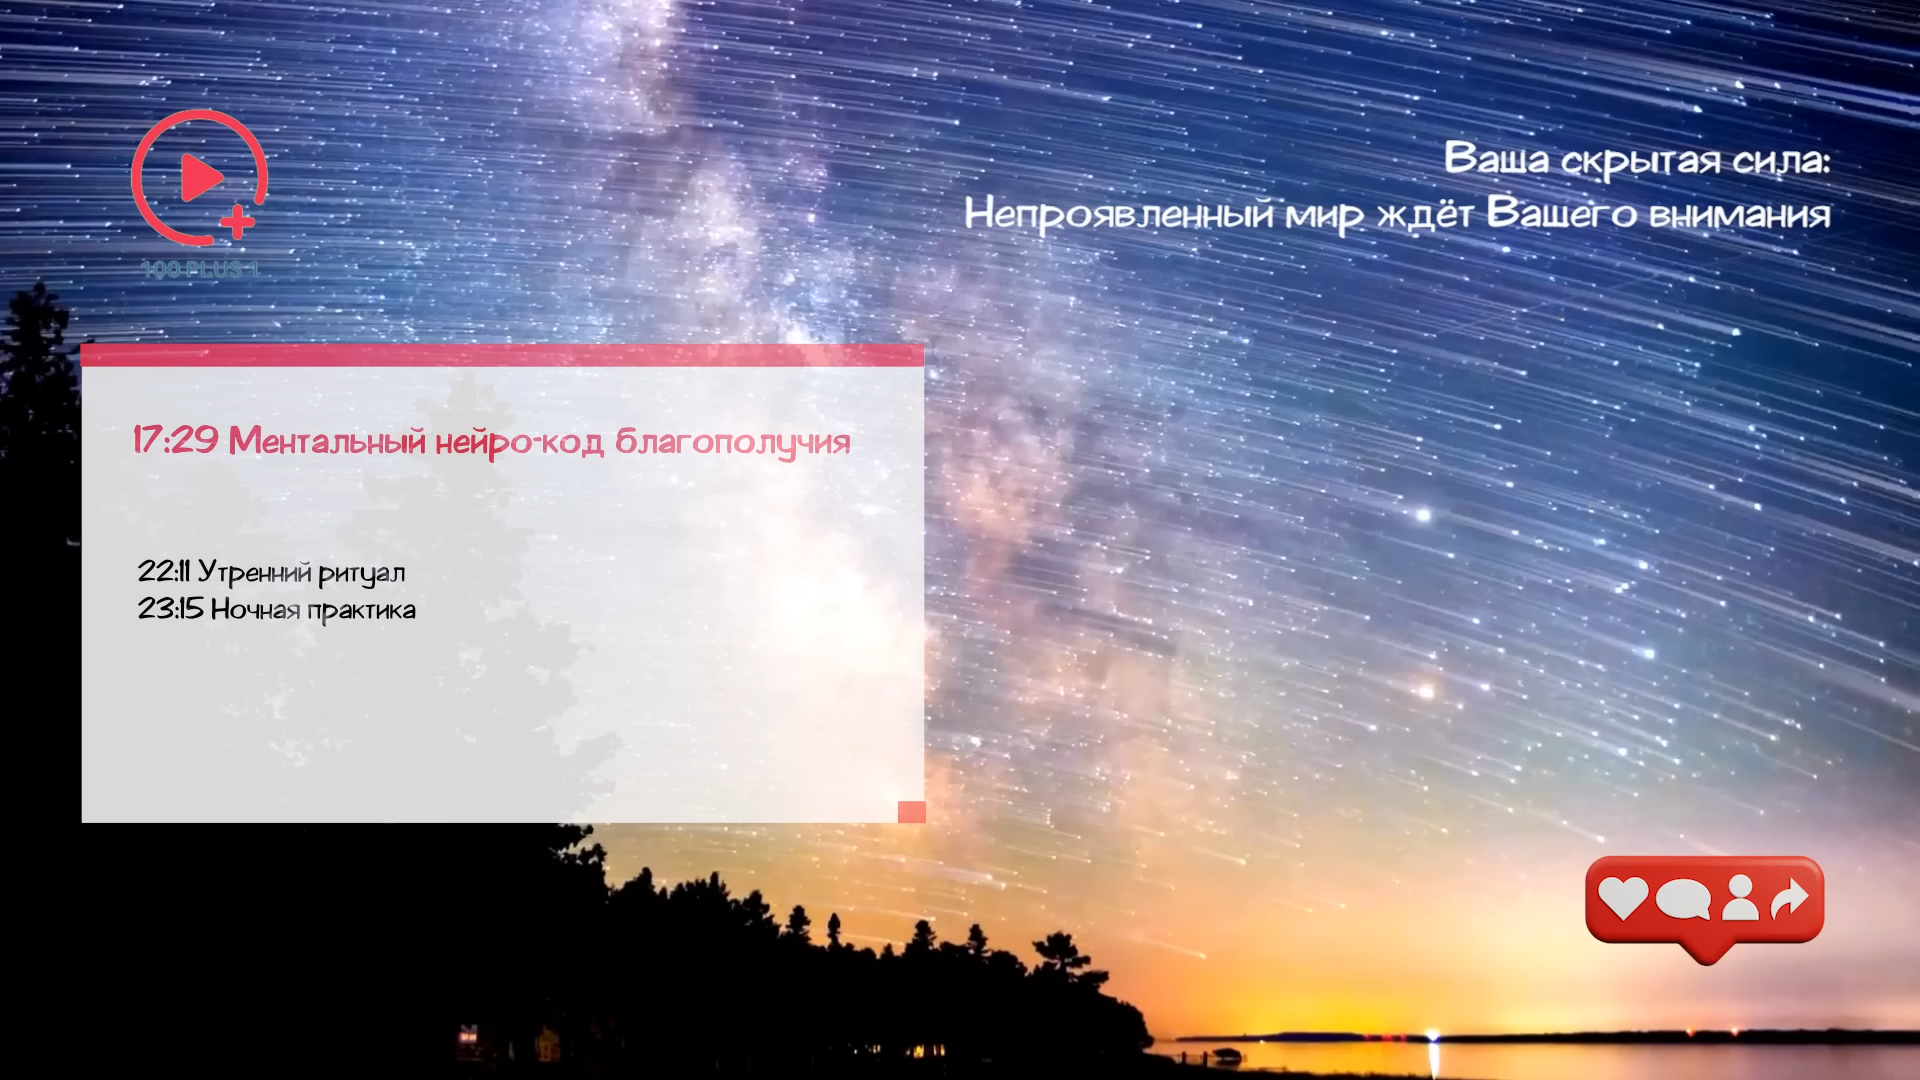 100 PLUS 1
Ваша скрытая сила:
Непроявленный мир ждёт Вашего внимания
17:29 Ментальный нейро-код благополучия
22:11 Утренний ритуал
23:15 Ночная практика